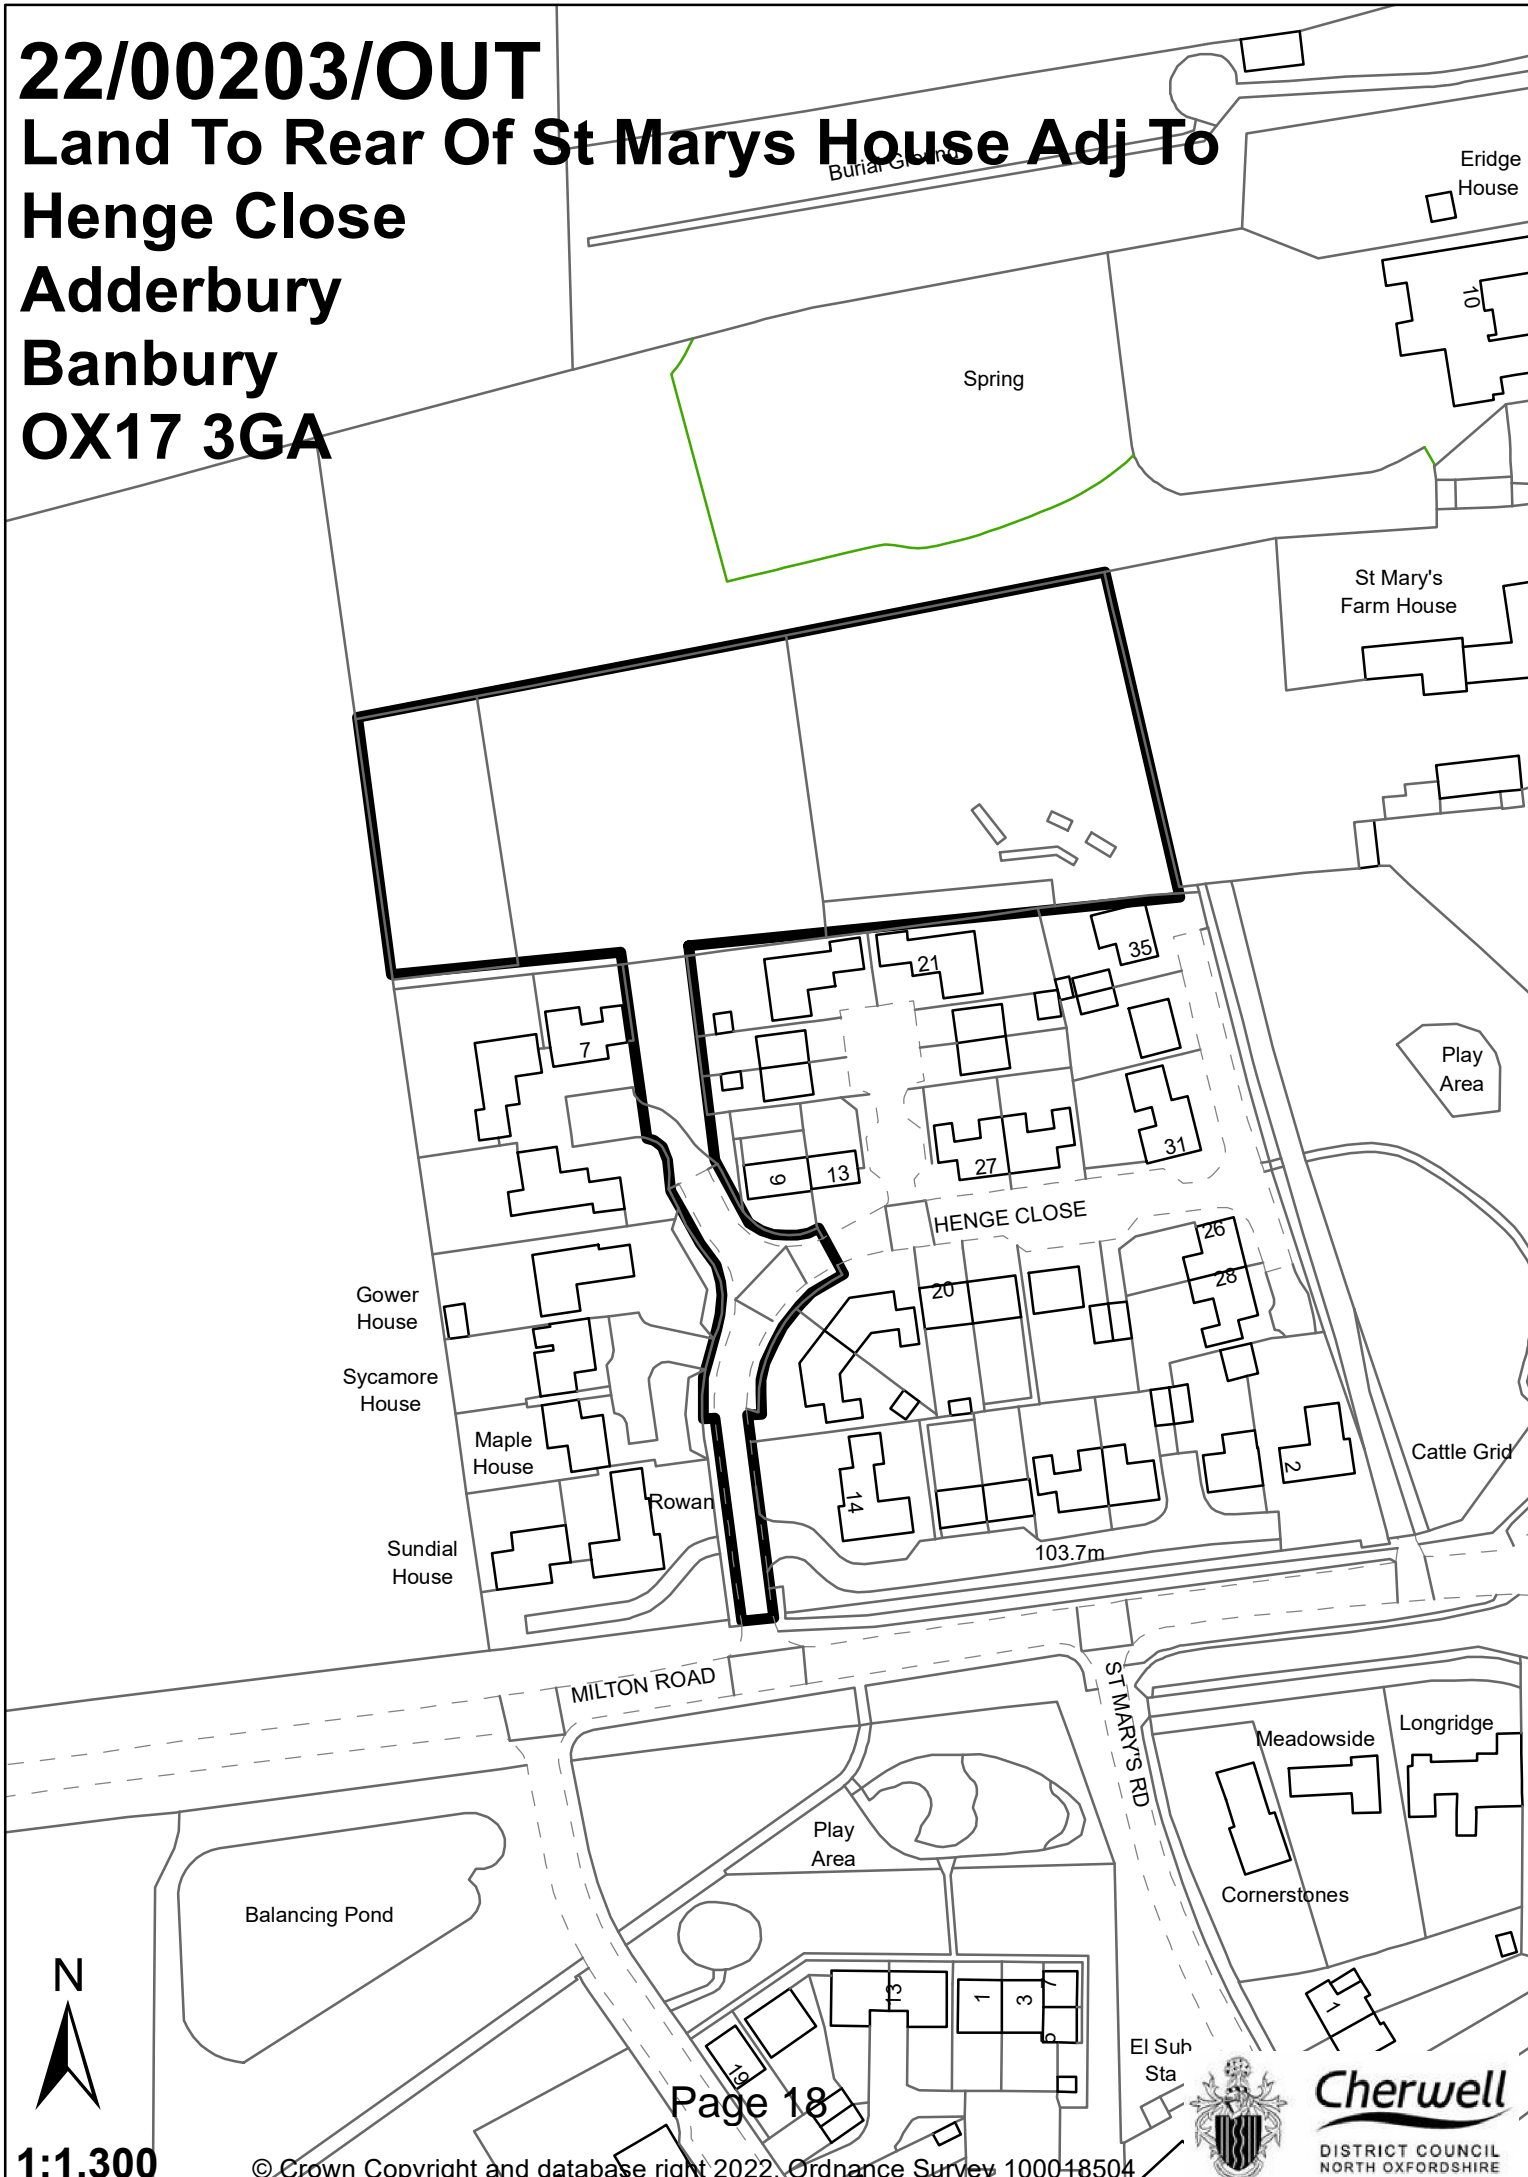 22/00203/OUT
Land To Rear Of St Marys House Adj To
Henge Close
Adderbury
Banbury
OX17 3GA
Burial Ground
Eridge
House
10
Spring
St Mary's
Farm House
35
21
7
Play
Area
31
27
13
9
HENGE CLOSE
26
28
20
Gower
House
Sycamore
House
Maple
House
Cattle Grid
2
Rowan
14
Sundial
House
103.7m
MILTON ROAD
ST MARY'S RD
Meadowside
Longridge
Play
Area
Cornerstones
Balancing Pond
N
13
1
3
7
1
El Sub
Sta
19
Page 18
Cherwell
DISTRICT COUNCIL
NORTH OXFORDSHIRE
1:1,300
© Crown Copyright and database right 2022. Ordnance Survey 100018504